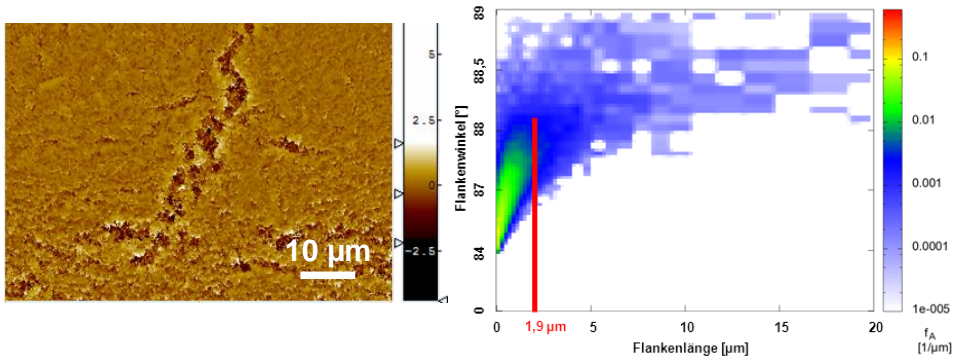 5
2.5
0
-2.5
10 µm
89
88,5
88
87
84
0
Flankenwinkel [°]
0
1,9 µm
5
10
15
20
Flankenlänge [µm]
0.1
0.01
0.001
0.0001
1e-005
f_A
[1/µm]